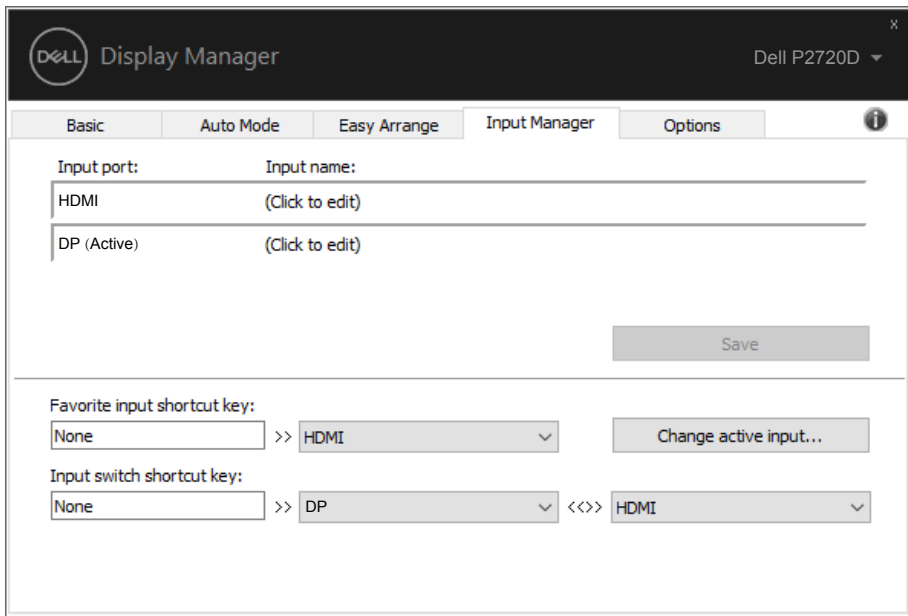 x
DELL Display Manager Dell P2720D
Basic Auto Mode Easy Arrange Input Manager Options i
Input port: Input name:
HDMI (Click to edit)
DP (Active) (Click to edit)
Save
Favorite input shortcut key:
None >> HDMI Change active input...
Input switch shortcut key:
None >> DP <<>> HDMI